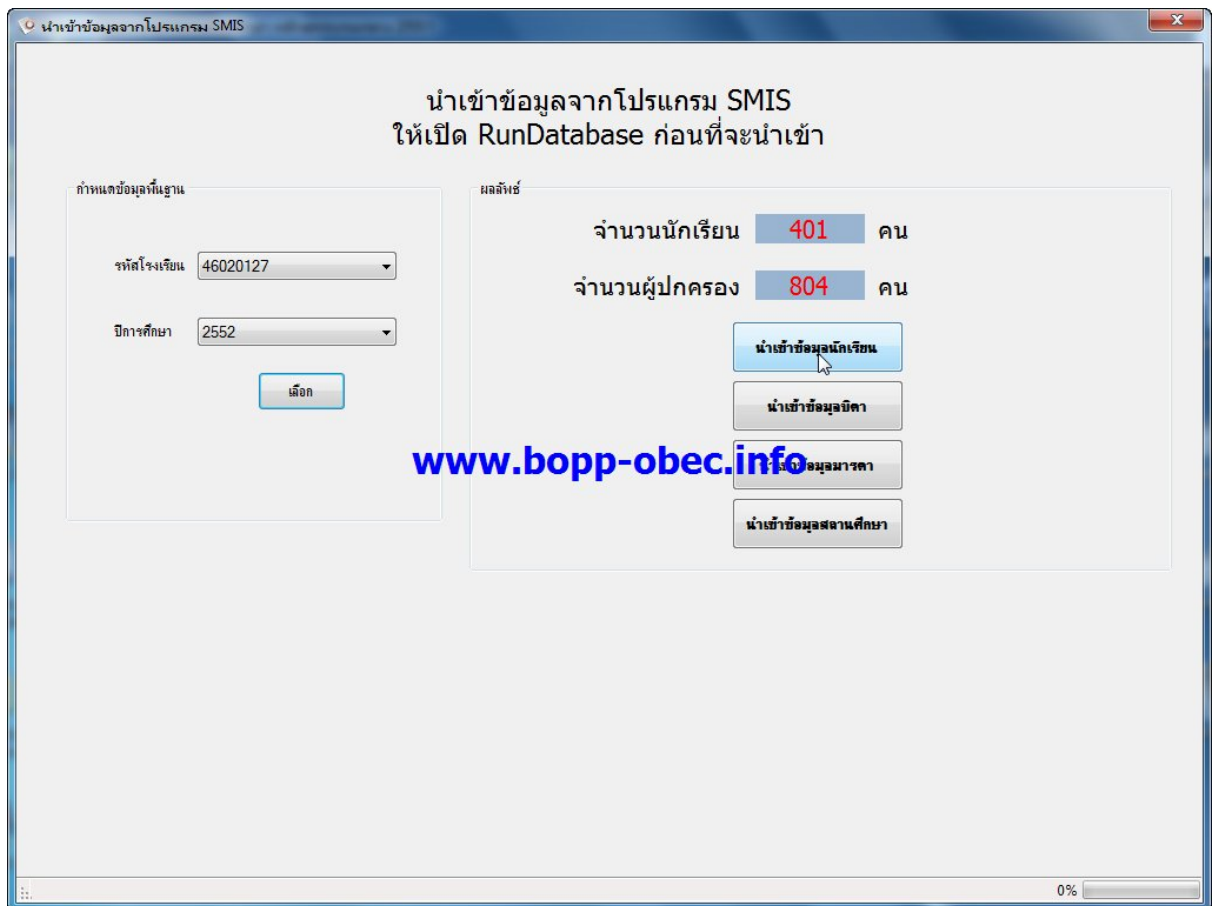 นำเข้าข้อมูลจากโปรแกรม SMIS
นำเข้าข้อมูลจากโปรแกรม SMIS
ให้เปิด RunDatabase ก่อนที่จะนำเข้า
กำหนดข้อมูลพื้นฐาน
รหัสโรงเรียน 46020127
ปีการศึกษา 2552
เลือก
ผลลัพธ์
จำนวนนักเรียน 401 คน
จำนวนผู้ปกครอง 804 คน
นำเข้าข้อมูลนักเรียน
นำเข้าข้อมูลบิดา
นำเข้าข้อมูลมารดา
www.bopp-obec.info
นำเข้าข้อมูลสถานศึกษา
0%